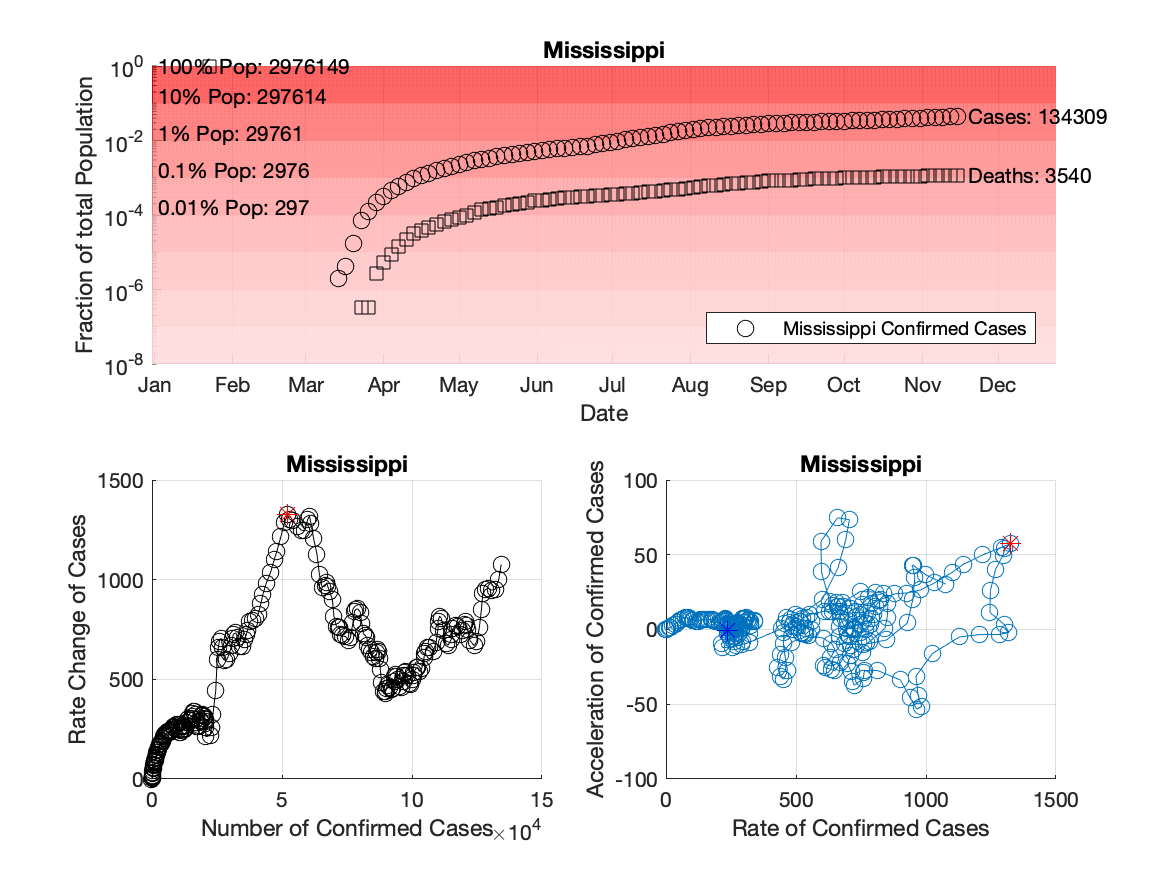 Mississippi
10^0
10^-2
10^-4
10^-6
10^-8
Fraction of total Population
100% Pop: 2976149
10% Pop: 297614
1% Pop: 29761
0.1% Pop: 2976
0.01% Pop: 297
Cases: 134309
Deaths: 3540
Mississippi Confirmed Cases
Jan Feb Mar Apr May Jun Jul Aug Sep Oct Nov Dec
Date
Mississippi
1500
1000
500
0
Rate Change of Cases
0 5 10 15
Number of Confirmed Cases ×10^4
Mississippi
100
50
0
-50
-100
Acceleration of Confirmed Cases
0 500 1000 1500
Rate of Confirmed Cases